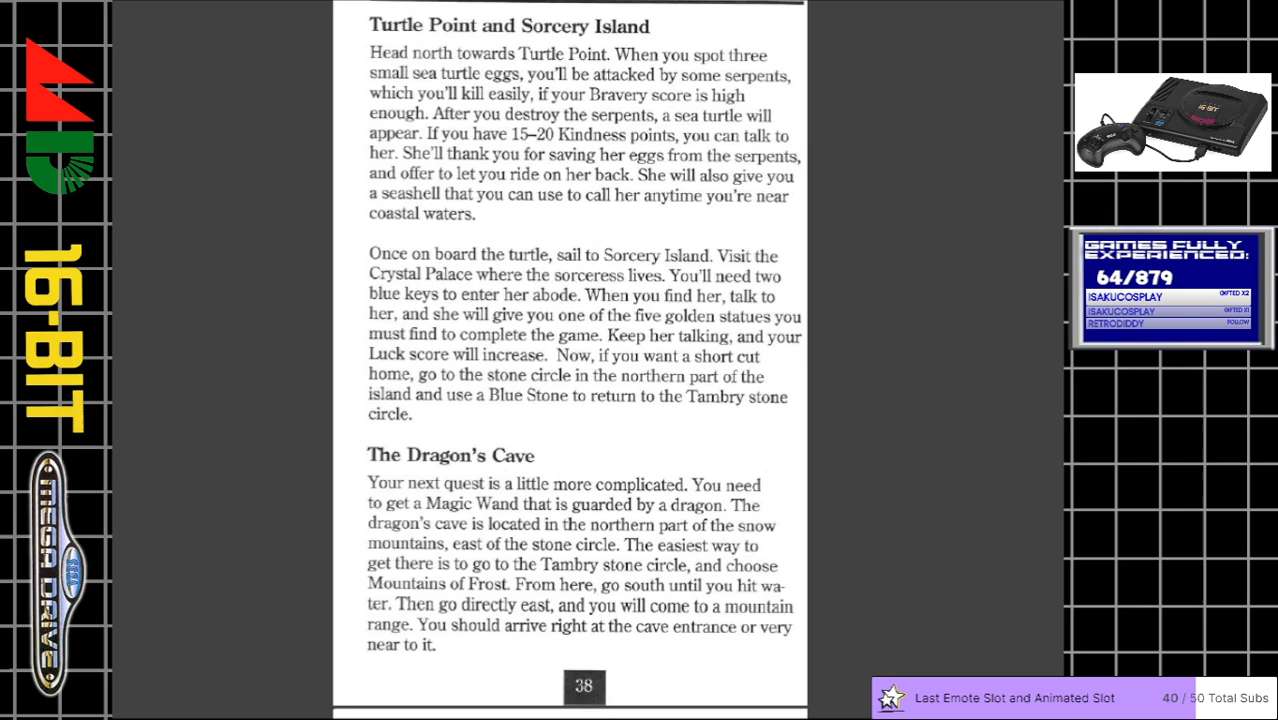 Turtle Point and Sorcery Island
Head north towards Turtle Point. When you spot three
small sea turtle eggs, you'll be attacked by some serpents,
which you'll kill easily, if your Bravery score is high
enough. After you destroy the serpents, a sea turtle will
appear. If you have 15–20 Kindness points, you can talk to
her. She'll thank you for saving her eggs from the serpents,
and offer to let you ride on her back. She will also give you
a seashell that you can use to call her anytime you're near
coastal waters.
Once on board the turtle, sail to Sorcery Island. Visit the
Crystal Palace where the sorceress lives. You'll need two
blue keys to enter her abode. When you find her, talk to
her, and she will give you one of the five golden statues you
must find to complete the game. Keep her talking, and your
Luck score will increase. Now, if you want a short cut
home, go to the stone circle in the northern part of the
island and use a Blue Stone to return to the Tambry stone
circle.
The Dragon's Cave
Your next quest is a little more complicated. You need
to get a Magic Wand that is guarded by a dragon. The
dragon's cave is located in the northern part of the snow
mountains, east of the stone circle. The easiest way to
get there is to go to the Tambry stone circle, and choose
Mountains of Frost. From here, go south until you hit wa-
ter. Then go directly east, and you will come to a mountain
range. You should arrive right at the cave entrance or very
near to it.
38
MD
16-BIT
MEGA DRIVE
SEGA
16-BIT
GAMES FULLY
EXPERIENCED:
64/879
ISAKUCOSPLAY GIFTED X2
ISAKUCOSPLAY GIFTED X1
RETRODIDDY FOLLOW
Last Emote Slot and Animated Slot 40 / 50 Total Subs